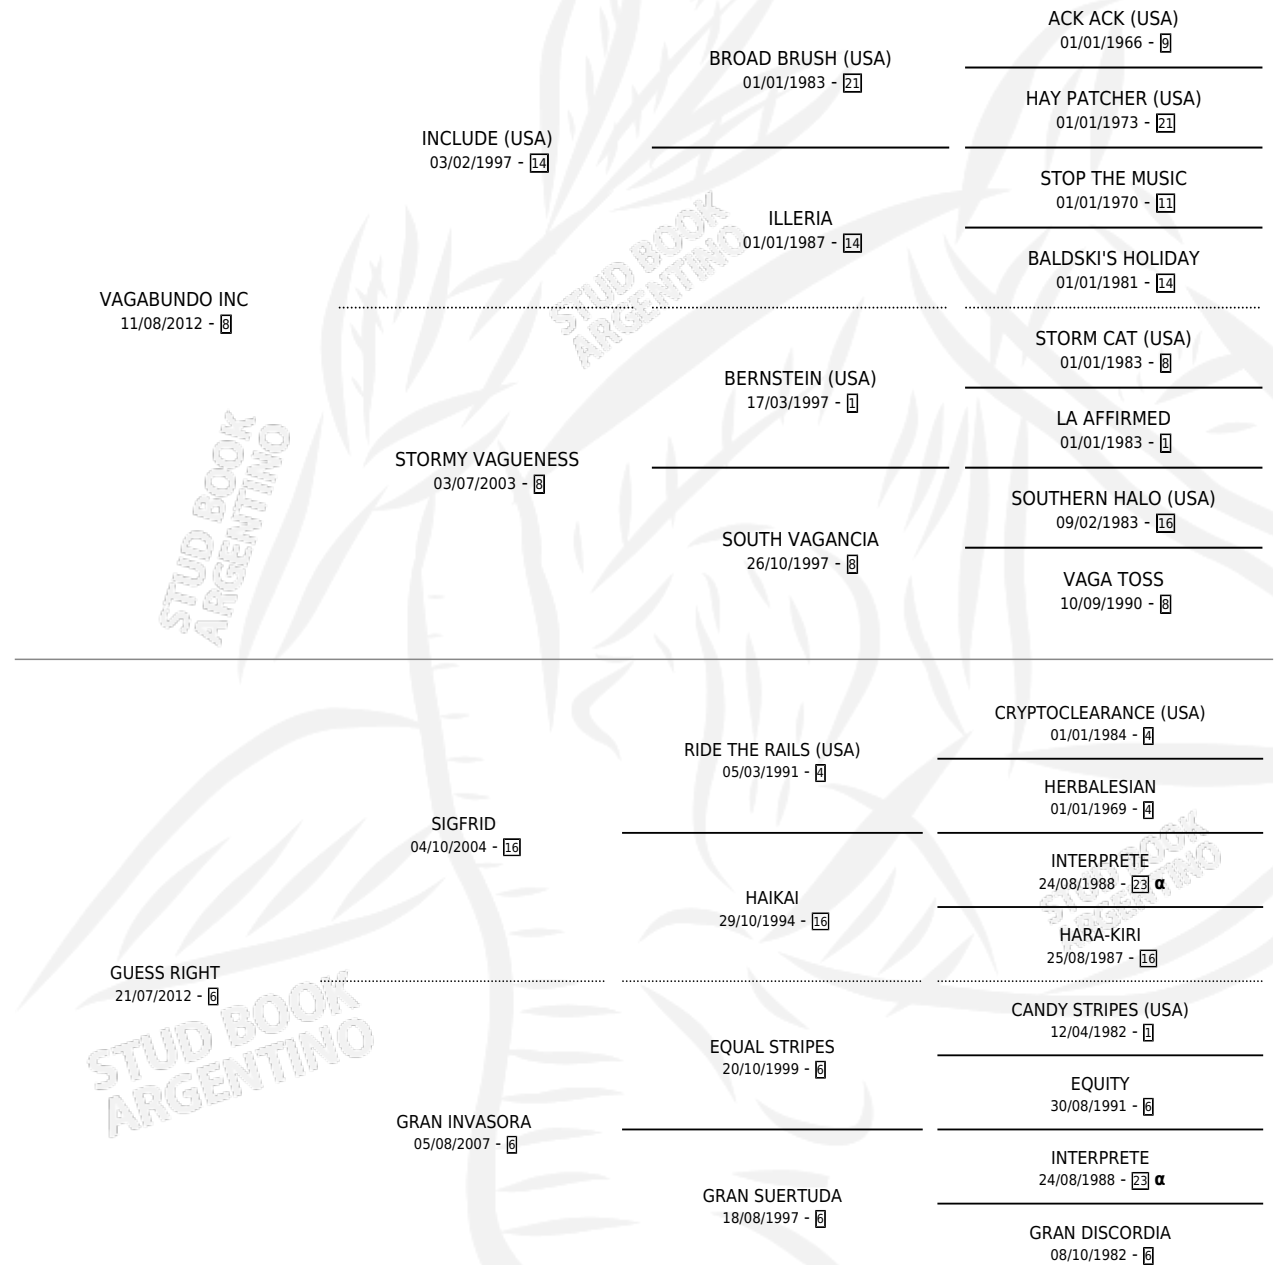 ACK ACK (USA)
01/01/1966 - 9
BROAD BRUSH (USA)
01/01/1983 - 21
HAY PATCHER (USA)
01/01/1973 - 21
INCLUDE (USA)
03/02/1997 - 14
STOP THE MUSIC
01/01/1970 - 11
ILLERIA
01/01/1987 - 14
BALDSKI'S HOLIDAY
01/01/1981 - 14
VAGABUNDO INC
11/08/2012 - 8
STORM CAT (USA)
01/01/1983 - 8
BERNSTEIN (USA)
17/03/1997 - 1
LA AFFIRMED
01/01/1983 - 1
STORMY VAGUENESS
03/07/2003 - 8
SOUTHERN HALO (USA)
09/02/1983 - 16
SOUTH VAGANCIA
26/10/1997 - 8
VAGA TOSS
10/09/1990 - 8
CRYPTOCLEARANCE (USA)
01/01/1984 - 4
RIDE THE RAILS (USA)
05/03/1991 - 4
HERBALESIAN
01/01/1969 - 4
SIGFRID
04/10/2004 - 16
INTERPRETE
24/08/1988 - 23 α
HAIKAI
29/10/1994 - 16
HARA-KIRI
25/08/1987 - 16
GUESS RIGHT
21/07/2012 - 6
CANDY STRIPES (USA)
12/04/1982 - 1
EQUAL STRIPES
20/10/1999 - 6
EQUITY
30/08/1991 - 6
GRAN INVASORA
05/08/2007 - 6
INTERPRETE
24/08/1988 - 23 α
GRAN SUERTUDA
18/08/1997 - 6
GRAN DISCORDIA
08/10/1982 - 6
STUD BOOK
ARGENTINO
STUD BOOK
ARGENTINO
STUD BOOK
ARGENTINO
STUD BOOK
ARGENTINO